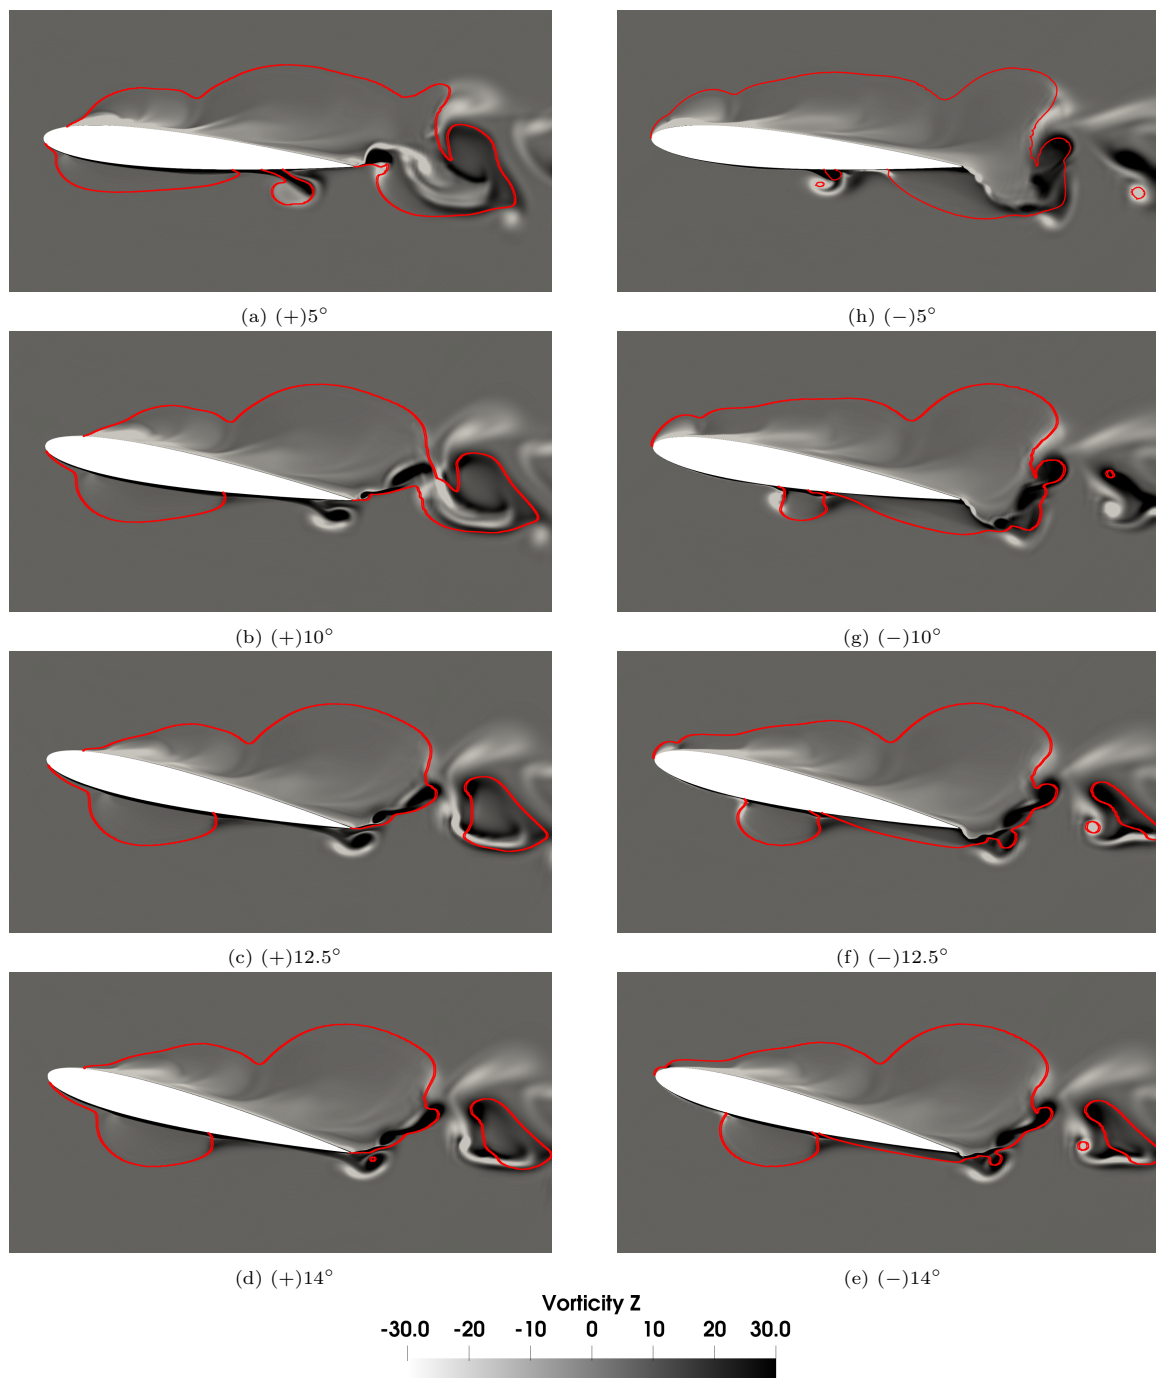 (a) (+)5°
(h) (−)5°
(b) (+)10°
(g) (−)10°
(c) (+)12.5°
(f) (−)12.5°
(d) (+)14°
(e) (−)14°
Vorticity Z
-30.0 -20 -10 0 10 20 30.0